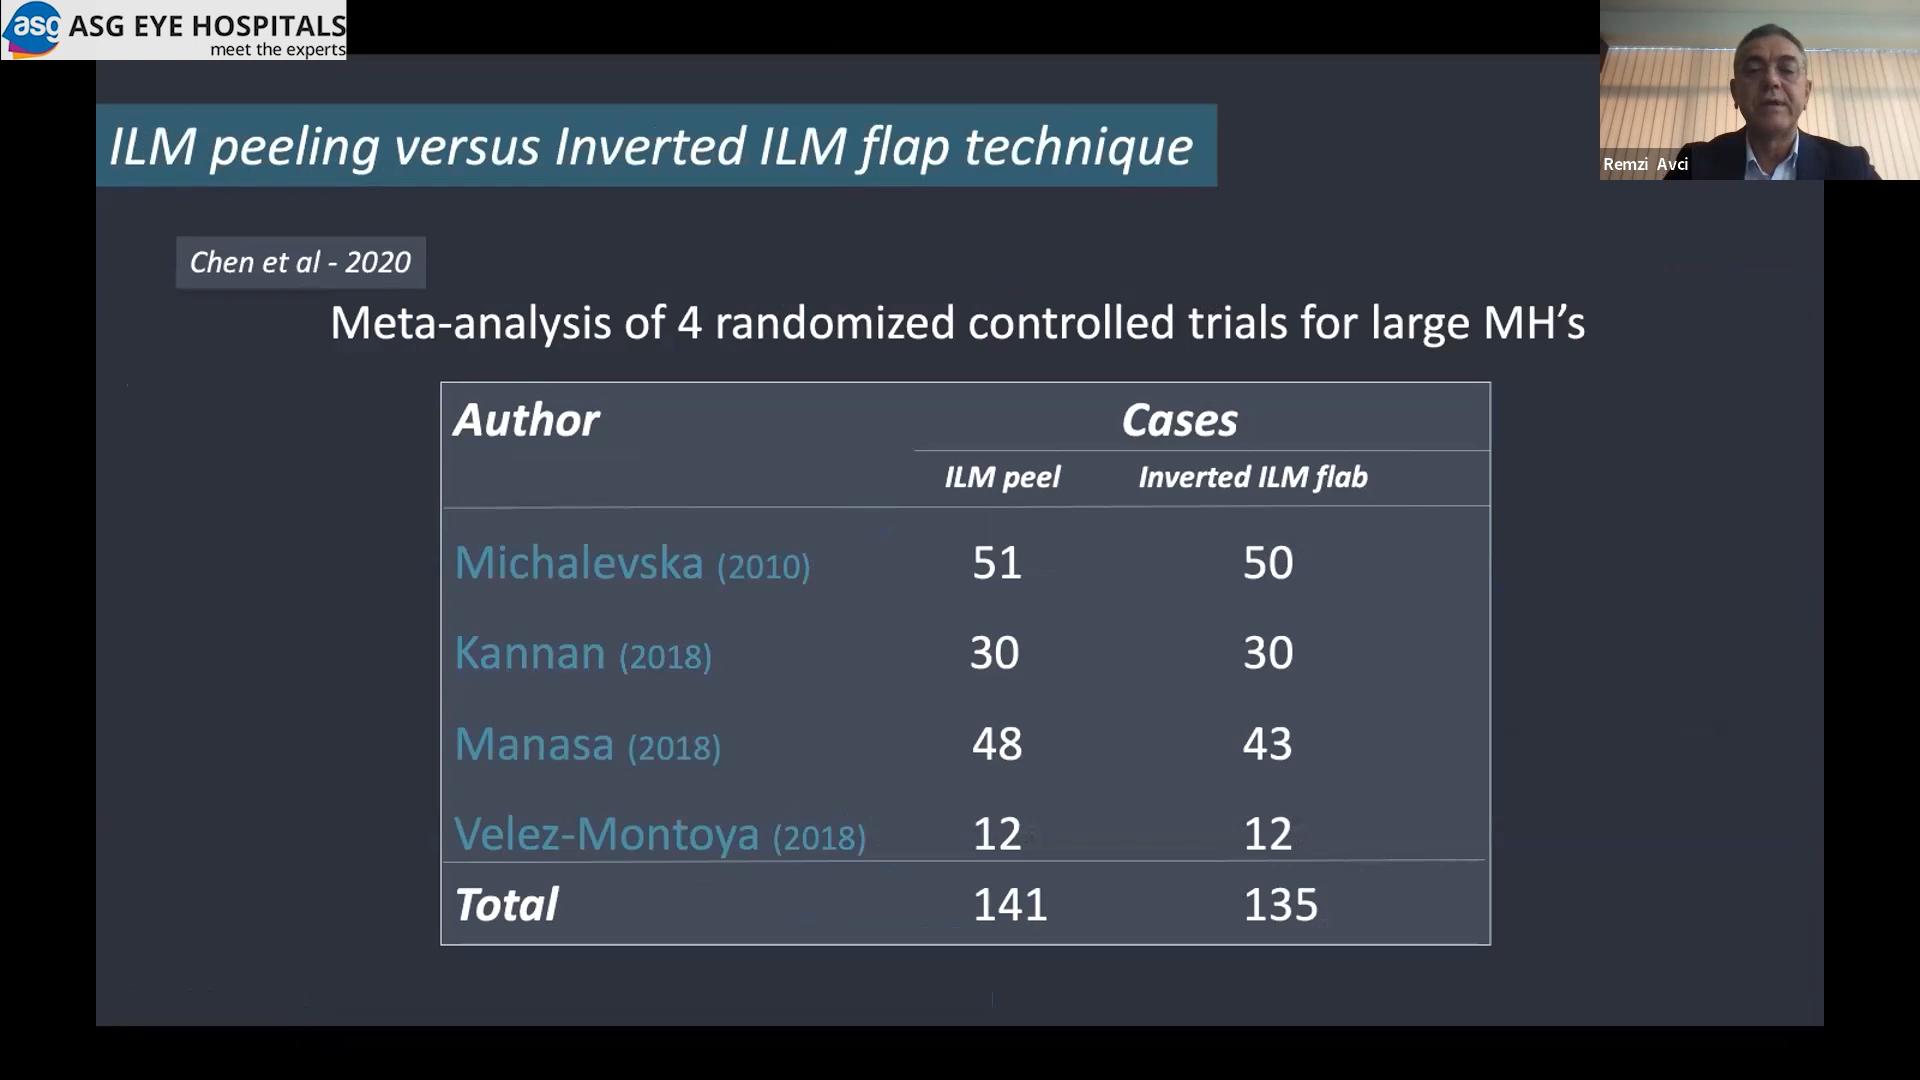 asg ASG EYE HOSPITALS
meet the experts
Remzi Avci
ILM peeling versus Inverted ILM flap technique
Chen et al - 2020
Meta-analysis of 4 randomized controlled trials for large MH’s
Author Cases
ILM peel Inverted ILM flab
Michalevska (2010) 51 50
Kannan (2018) 30 30
Manasa (2018) 48 43
Velez-Montoya (2018) 12 12
Total 141 135